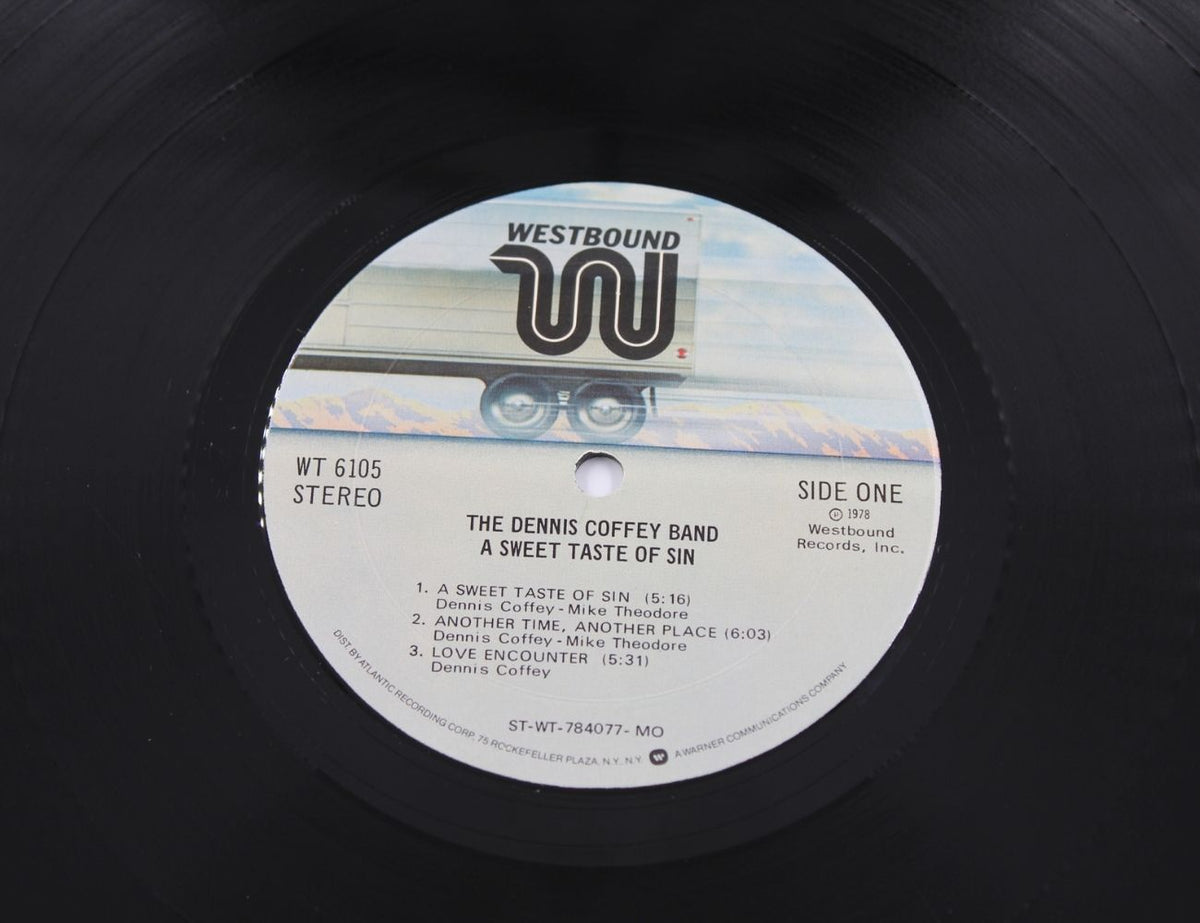 WESTBOUND
W
WT 6105
STEREO
SIDE ONE
℗ 1978
Westbound
Records, Inc.
THE DENNIS COFFEY BAND
A SWEET TASTE OF SIN
1. A SWEET TASTE OF SIN (5:16)
Dennis Coffey - Mike Theodore
2. ANOTHER TIME, ANOTHER PLACE (6:03)
Dennis Coffey - Mike Theodore
3. LOVE ENCOUNTER (5:31)
Dennis Coffey
ST-WT-784077-MO
DIST. BY ATLANTIC RECORDING CORP. 75 ROCKEFELLER PLAZA, N.Y., N.Y. W A WARNER COMMUNICATIONS COMPANY